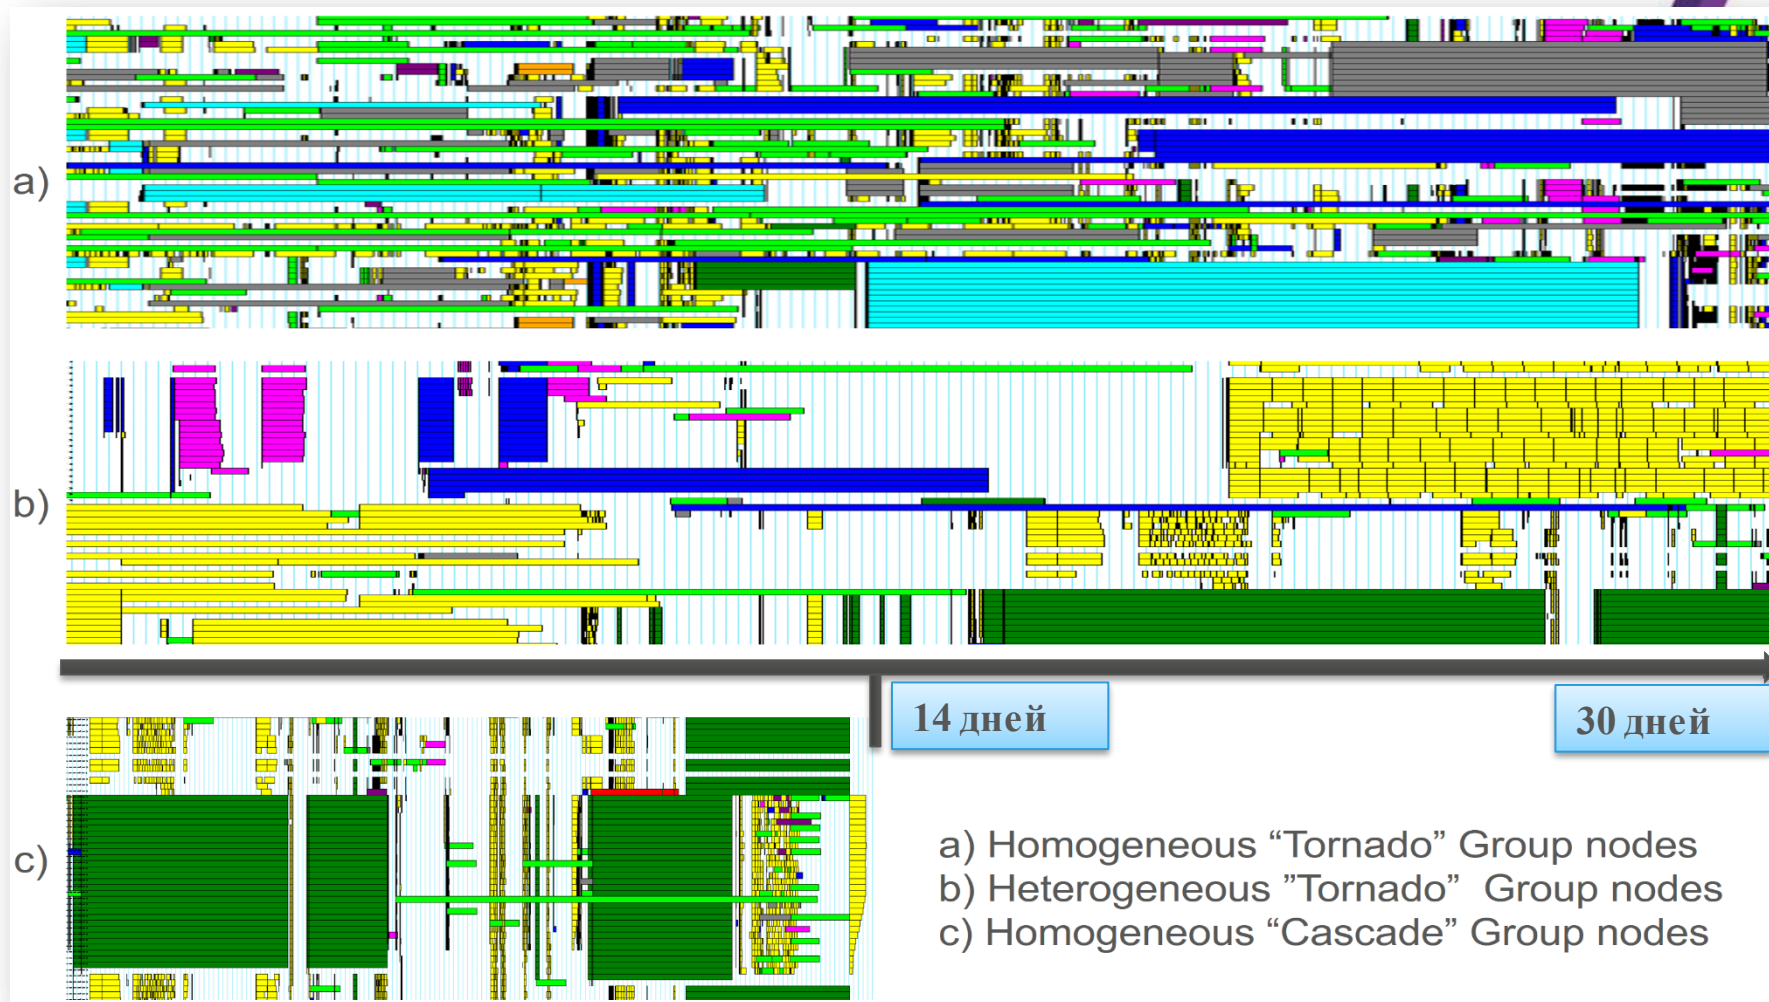 a)
b)
14 дней
30 дней
c)
a) Homogeneous “Tornado” Group nodes
b) Heterogeneous ”Tornado” Group nodes
c) Homogeneous “Cascade” Group nodes